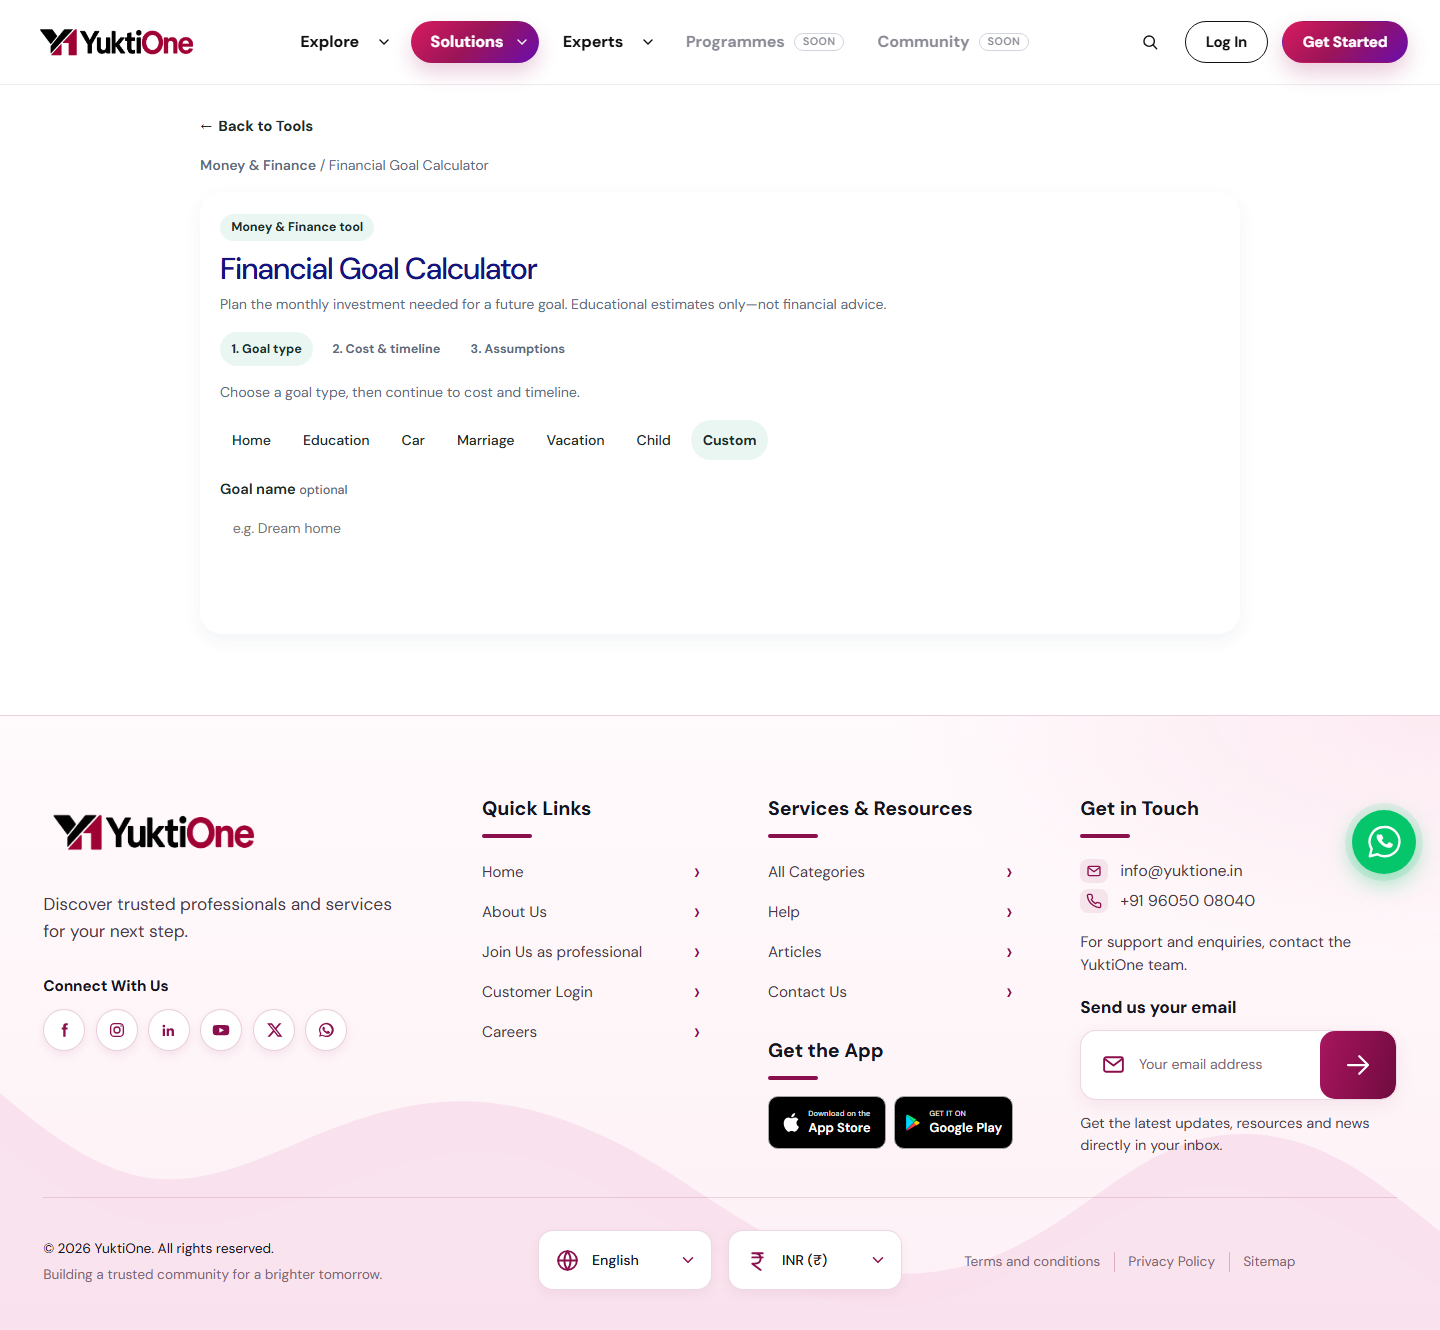 YuktiOne
Explore
Solutions
Experts
Programmes SOON
Community SOON
Log In
Get Started
← Back to Tools
Money & Finance / Financial Goal Calculator
Money & Finance tool
Financial Goal Calculator
Plan the monthly investment needed for a future goal. Educational estimates only—not financial advice.
1. Goal type
2. Cost & timeline
3. Assumptions
Choose a goal type, then continue to cost and timeline.
Home
Education
Car
Marriage
Vacation
Child
Custom
Goal name optional
e.g. Dream home
YuktiOne
Discover trusted professionals and services
for your next step.
Connect With Us
Quick Links
Home
About Us
Join Us as professional
Customer Login
Careers
Services & Resources
All Categories
Help
Articles
Contact Us
Get the App
Download on the
App Store
GET IT ON
Google Play
Get in Touch
info@yuktione.in
+91 96050 08040
For support and enquiries, contact the
YuktiOne team.
Send us your email
Your email address
Get the latest updates, resources and news
directly in your inbox.
© 2026 YuktiOne. All rights reserved.
Building a trusted community for a brighter tomorrow.
English
₹ INR (₹)
Terms and conditions
Privacy Policy
Sitemap